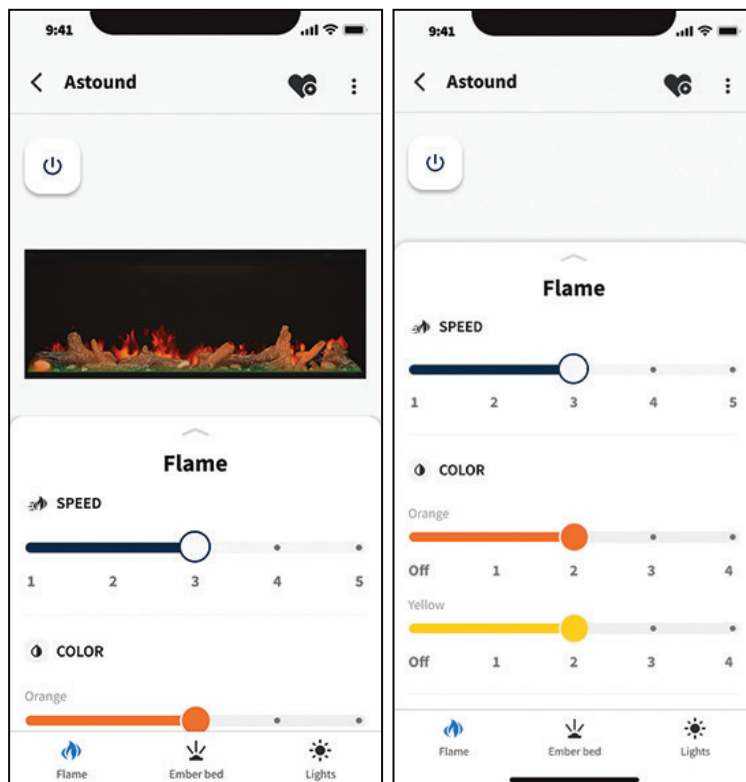 9:41
Astound
Flame
SPEED
1 2 3 4 5
COLOR
Orange
Flame Ember bed Lights
9:41
Astound
Flame
SPEED
1 2 3 4 5
COLOR
Orange
Off 1 2 3 4
Yellow
Off 1 2 3 4
Flame Ember bed Lights